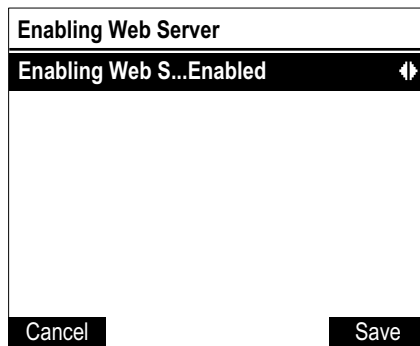 Enabling Web Server
Enabling Web S...Enabled
Cancel Save